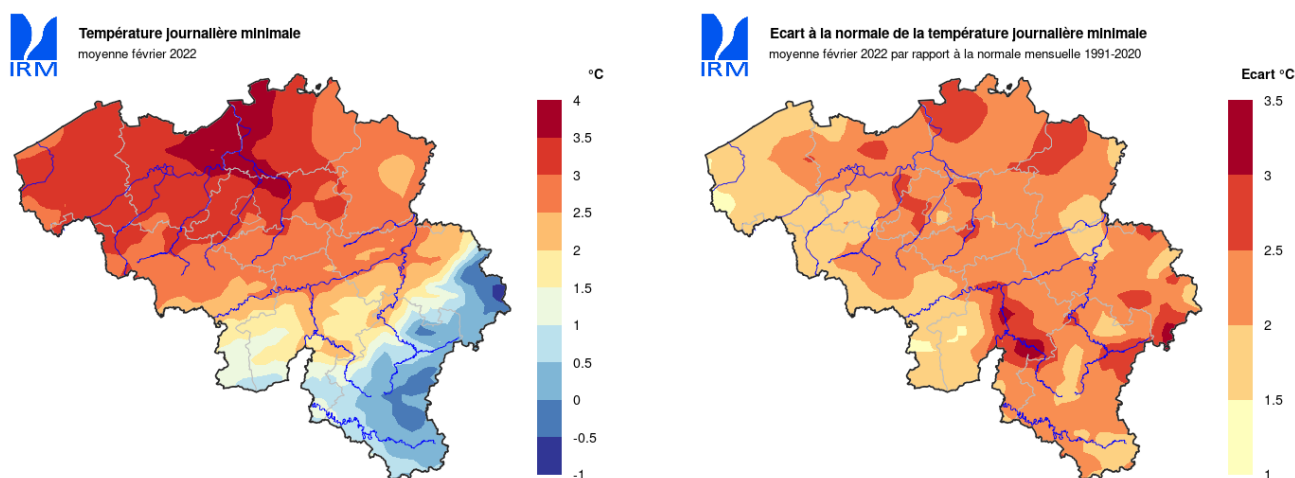 IRM
Température journalière minimale
moyenne février 2022
°C
4
3.5
3
2.5
2
1.5
1
0.5
0
-0.5
-1
IRM
Ecart à la normale de la température journalière minimale
moyenne février 2022 par rapport à la normale mensuelle 1991-2020
Ecart °C
3.5
3
2.5
2
1.5
1